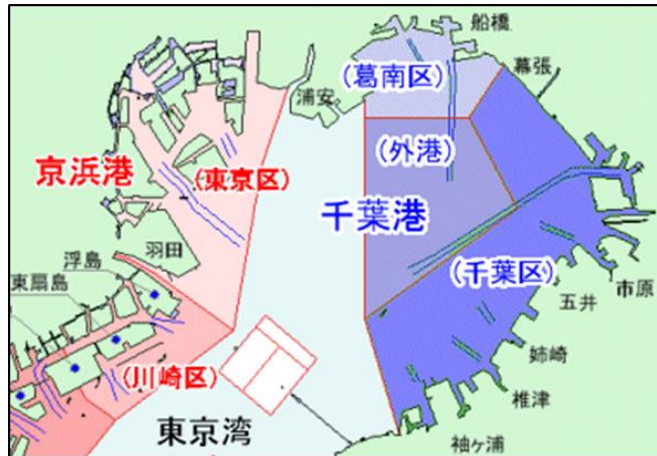 船橋
幕張
(葛南区)
浦安
(外港)
京浜港
(東京区)
千葉港
羽田
浮島
(千葉区)
東扇島
五井
市原
姉崎
(川崎区)
椎津
東京湾
袖ヶ浦